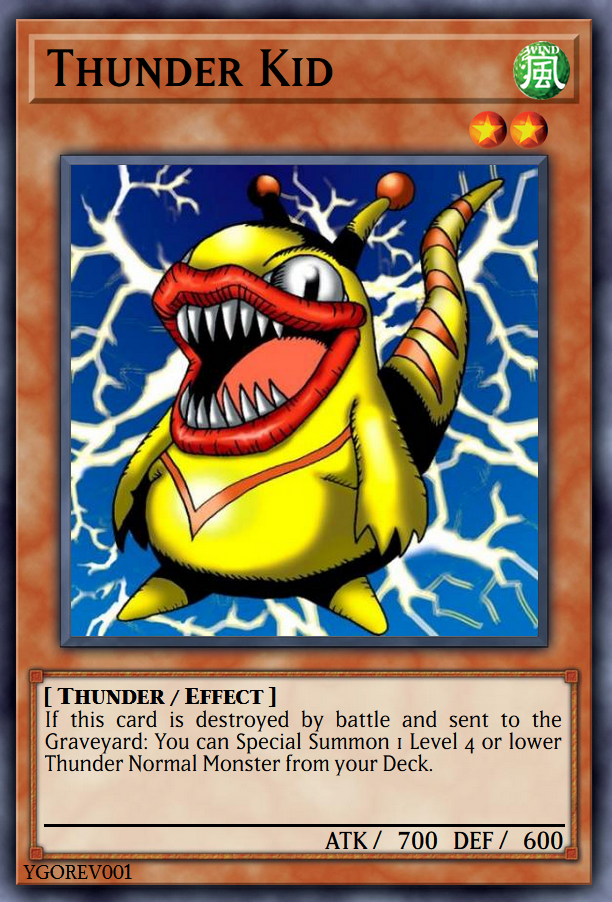 Thunder Kid
WIND
風
[ Thunder / Effect ]
If this card is destroyed by battle and sent to the
Graveyard: You can Special Summon 1 Level 4 or lower
Thunder Normal Monster from your Deck.
ATK / 700 DEF / 600
YGOREV001